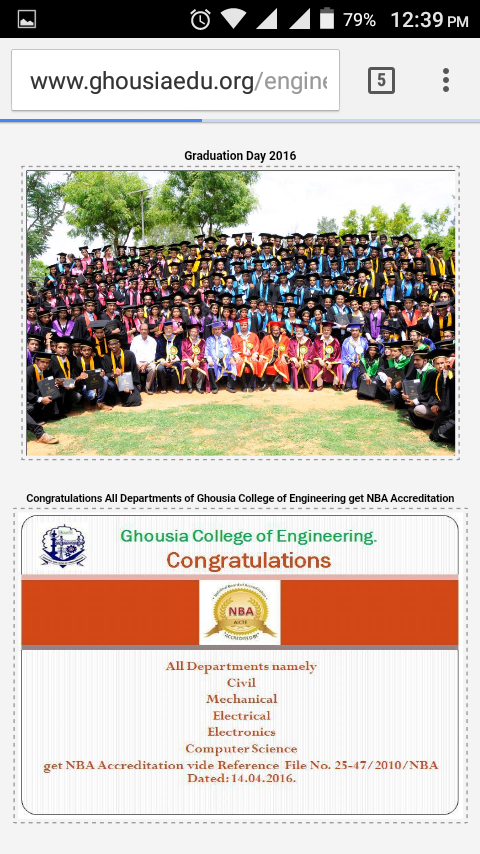 79% 12:39 PM
www.ghousiaedu.org/engine
5
Graduation Day 2016
Congratulations All Departments of Ghousia College of Engineering get NBA Accreditation
Ghousia College of Engineering.
Congratulations
NBA
AICTE
All Departments namely
Civil
Mechanical
Electrical
Electronics
Computer Science
get NBA Accreditation vide Reference File No. 25-47/2010/NBA
Dated:14.04.2016.